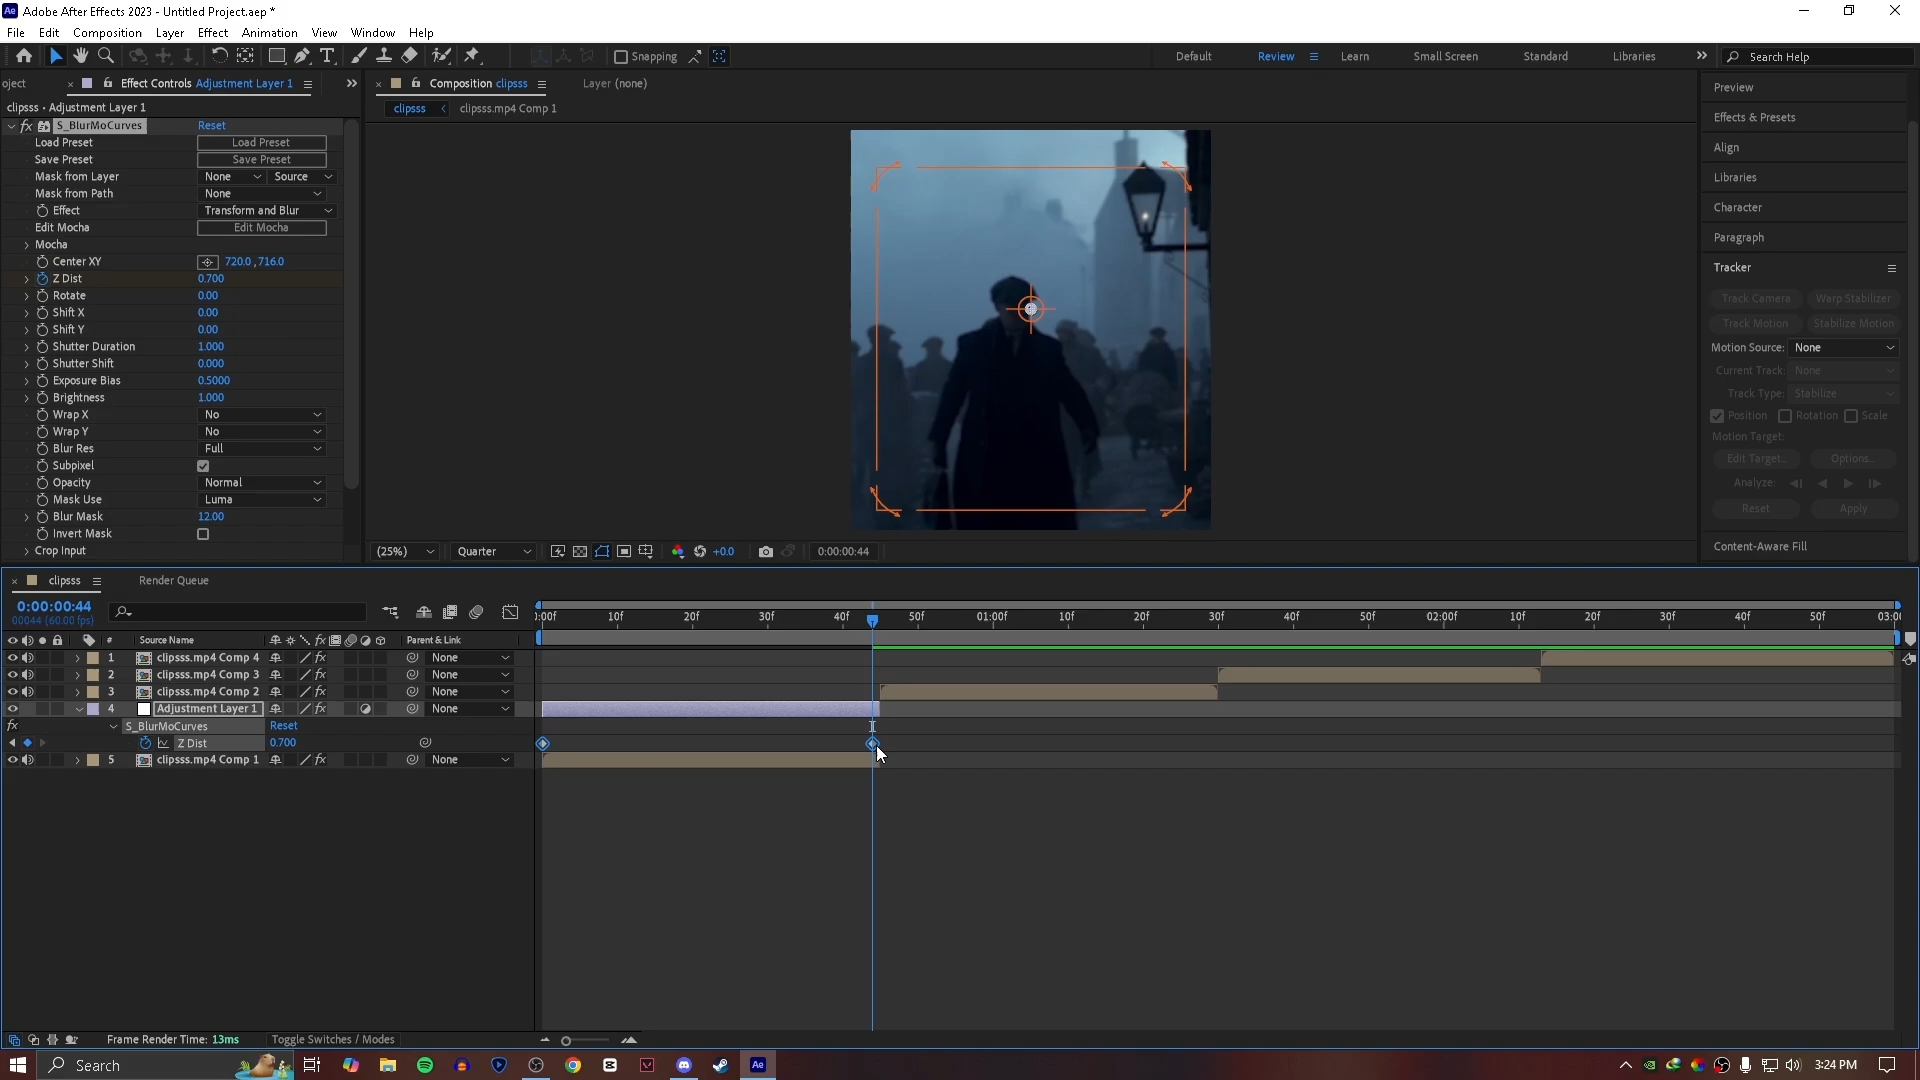 Adobe After Effects 2023 - Untitled Project.aep *
File Edit Composition Layer Effect Animation View Window Help
Snapping
Default Review Learn Small Screen Standard Libraries Search Help
oject Effect Controls Adjustment Layer 1
Composition clipsss Layer (none)
clipsss • Adjustment Layer 1
clipsss clipsss.mp4 Comp 1
S_BlurMoCurves Reset
Load Preset Load Preset
Save Preset Save Preset
Mask from Layer None Source
Mask from Path None
Effect Transform and Blur
Edit Mocha Edit Mocha
Mocha
Center XY 720.0 ,716.0
Z Dist 0.700
Rotate 0.00
Shift X 0.00
Shift Y 0.00
Shutter Duration 1.000
Shutter Shift 0.000
Exposure Bias 0.5000
Brightness 1.000
Wrap X No
Wrap Y No
Blur Res Full
Subpixel
Opacity Normal
Mask Use Luma
Blur Mask 12.00
Invert Mask
Crop Input
(25%) Quarter +0.0 0:00:00:44
Preview
Effects & Presets
Align
Libraries
Character
Paragraph
Tracker
Track Camera Warp Stabilizer
Track Motion Stabilize Motion
Motion Source: None
Current Track: None
Track Type: Stabilize
Position Rotation Scale
Motion Target:
Edit Target... Options...
Analyze:
Reset Apply
Content-Aware Fill
clipsss Render Queue
0:00:00:44
00044 (60.00 fps)
:00f 10f 20f 30f 40f 50f 01:00f 10f 20f 30f 40f 50f 02:00f 10f 20f 30f 40f 50f 03:00
# Source Name Parent & Link
1 clipsss.mp4 Comp 4 None
2 clipsss.mp4 Comp 3 None
3 clipsss.mp4 Comp 2 None
4 Adjustment Layer 1 None
S_BlurMoCurves Reset
Z Dist 0.700
5 clipsss.mp4 Comp 1 None
Frame Render Time: 13ms Toggle Switches / Modes
Search 3:24 PM